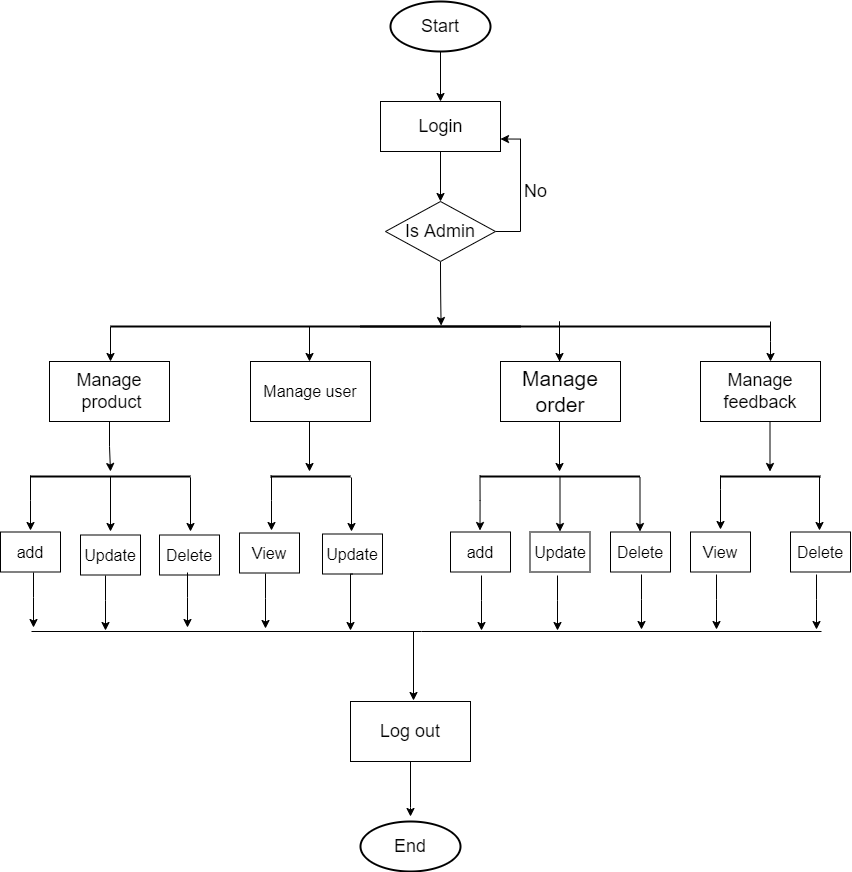 Start
Login
No
Is Admin
Manage
product
Manage user
Manage
order
Manage
feedback
add
Update
Delete
View
Update
add
Update
Delete
View
Delete
Log out
End